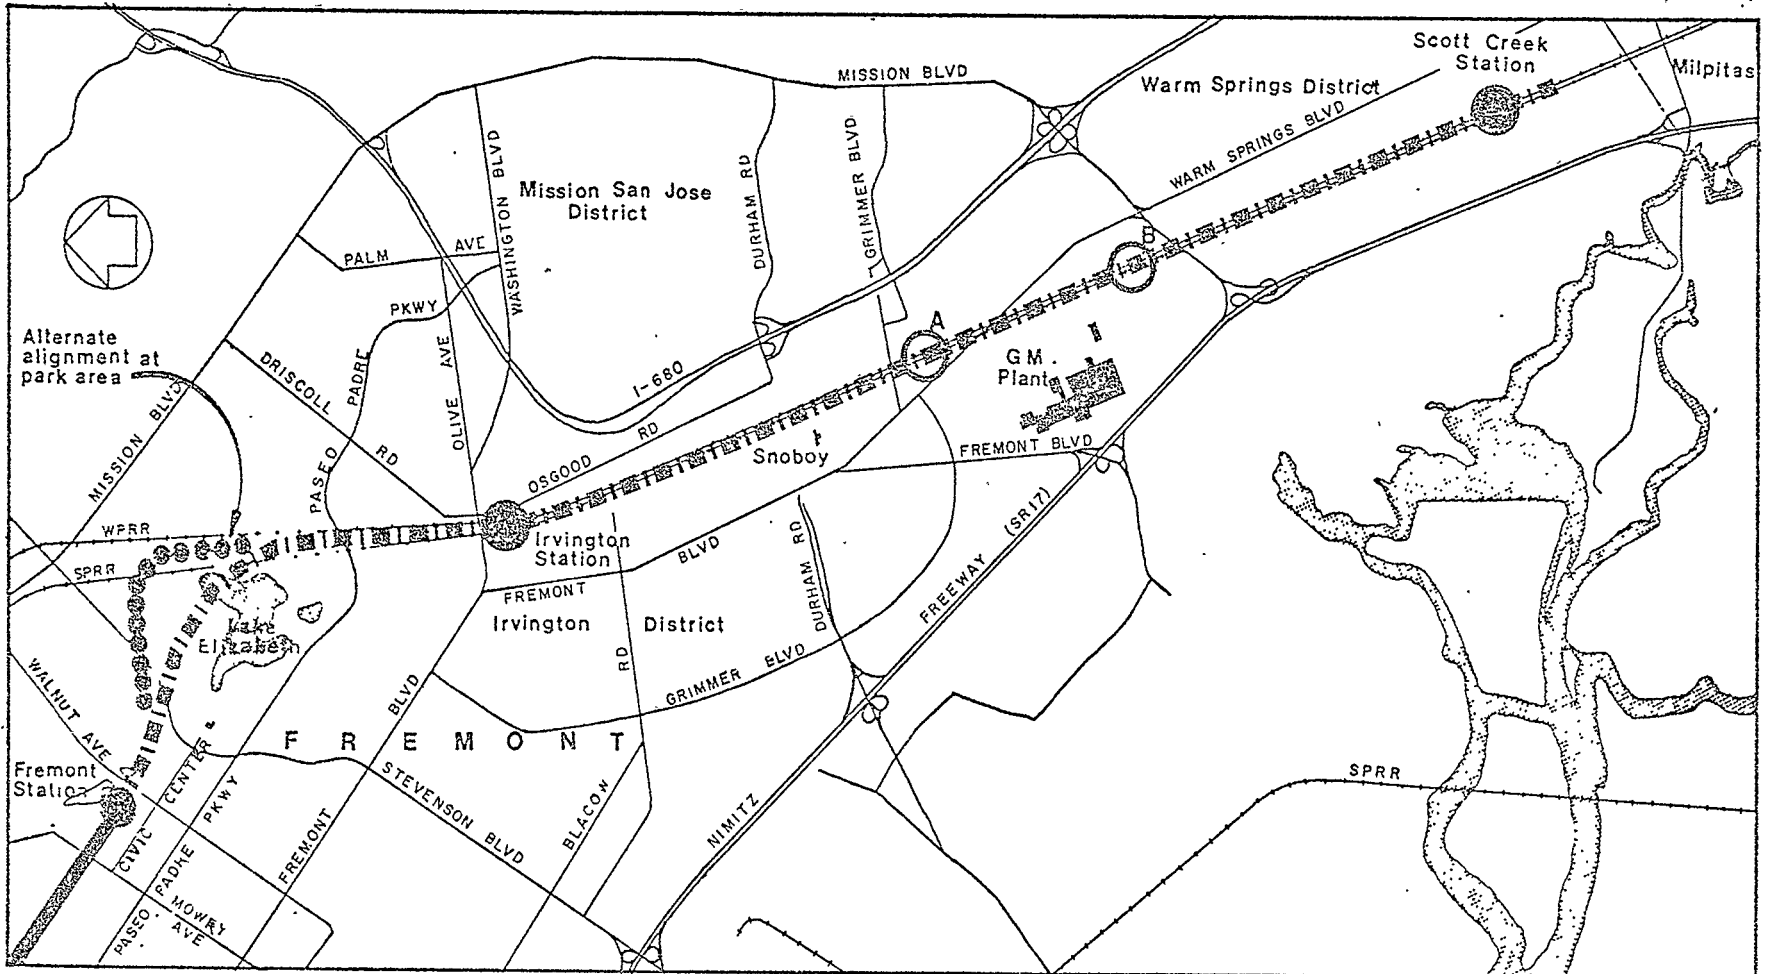 Scott Creek
Station
Milpitas
MISSION BLVD
Warm Springs District
WARM SPRINGS BLVD
WASHINGTON BLVD
Mission San Jose
District
DURHAM RD
GRIMMER BLVD
PALM AVE
PKWY
B
A
Alternate
alignment at
park area
DRISCOLL RD
PASEO PADRE
OLIVE AVE
I-680
G M.
Plant
MISSION BLVD
OSGOOD RD
Snoboy
FREMONT BLVD
WPRR
SPRR
Irvington
Station
FREMONT BLVD
DURHAM RD
FREEWAY (SR17)
Lake
Elizabeth
Irvington District
RD
GRIMMER BLVD
WALNUT AVE
BLVD
FREMONT
SPRR
Fremont
Station
CIVIC CENTER
PASEO PADRE PKWY
FREMONT
STEVENSON BLVD
BLACOW
NIMITZ
MOWRY
AVE